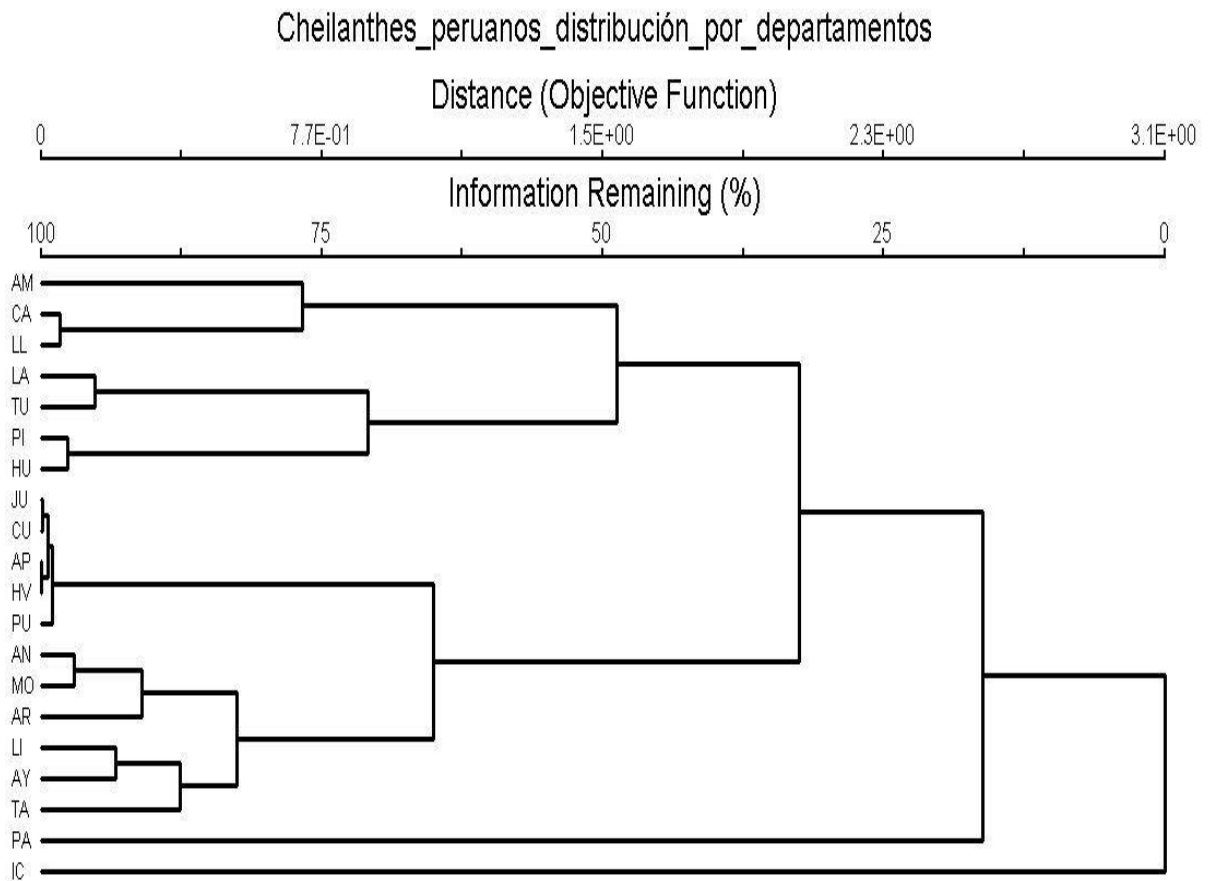 Cheilanthes_peruanos_distribución_por_departamentos
Distance (Objective Function)
0 7.7E-01 1.5E+00 2.3E+00 3.1E+00
Information Remaining (%)
100 75 50 25 0
AM
CA
LL
LA
TU
PI
HU
JU
CU
AP
HV
PU
AN
MO
AR
LI
AY
TA
PA
IC